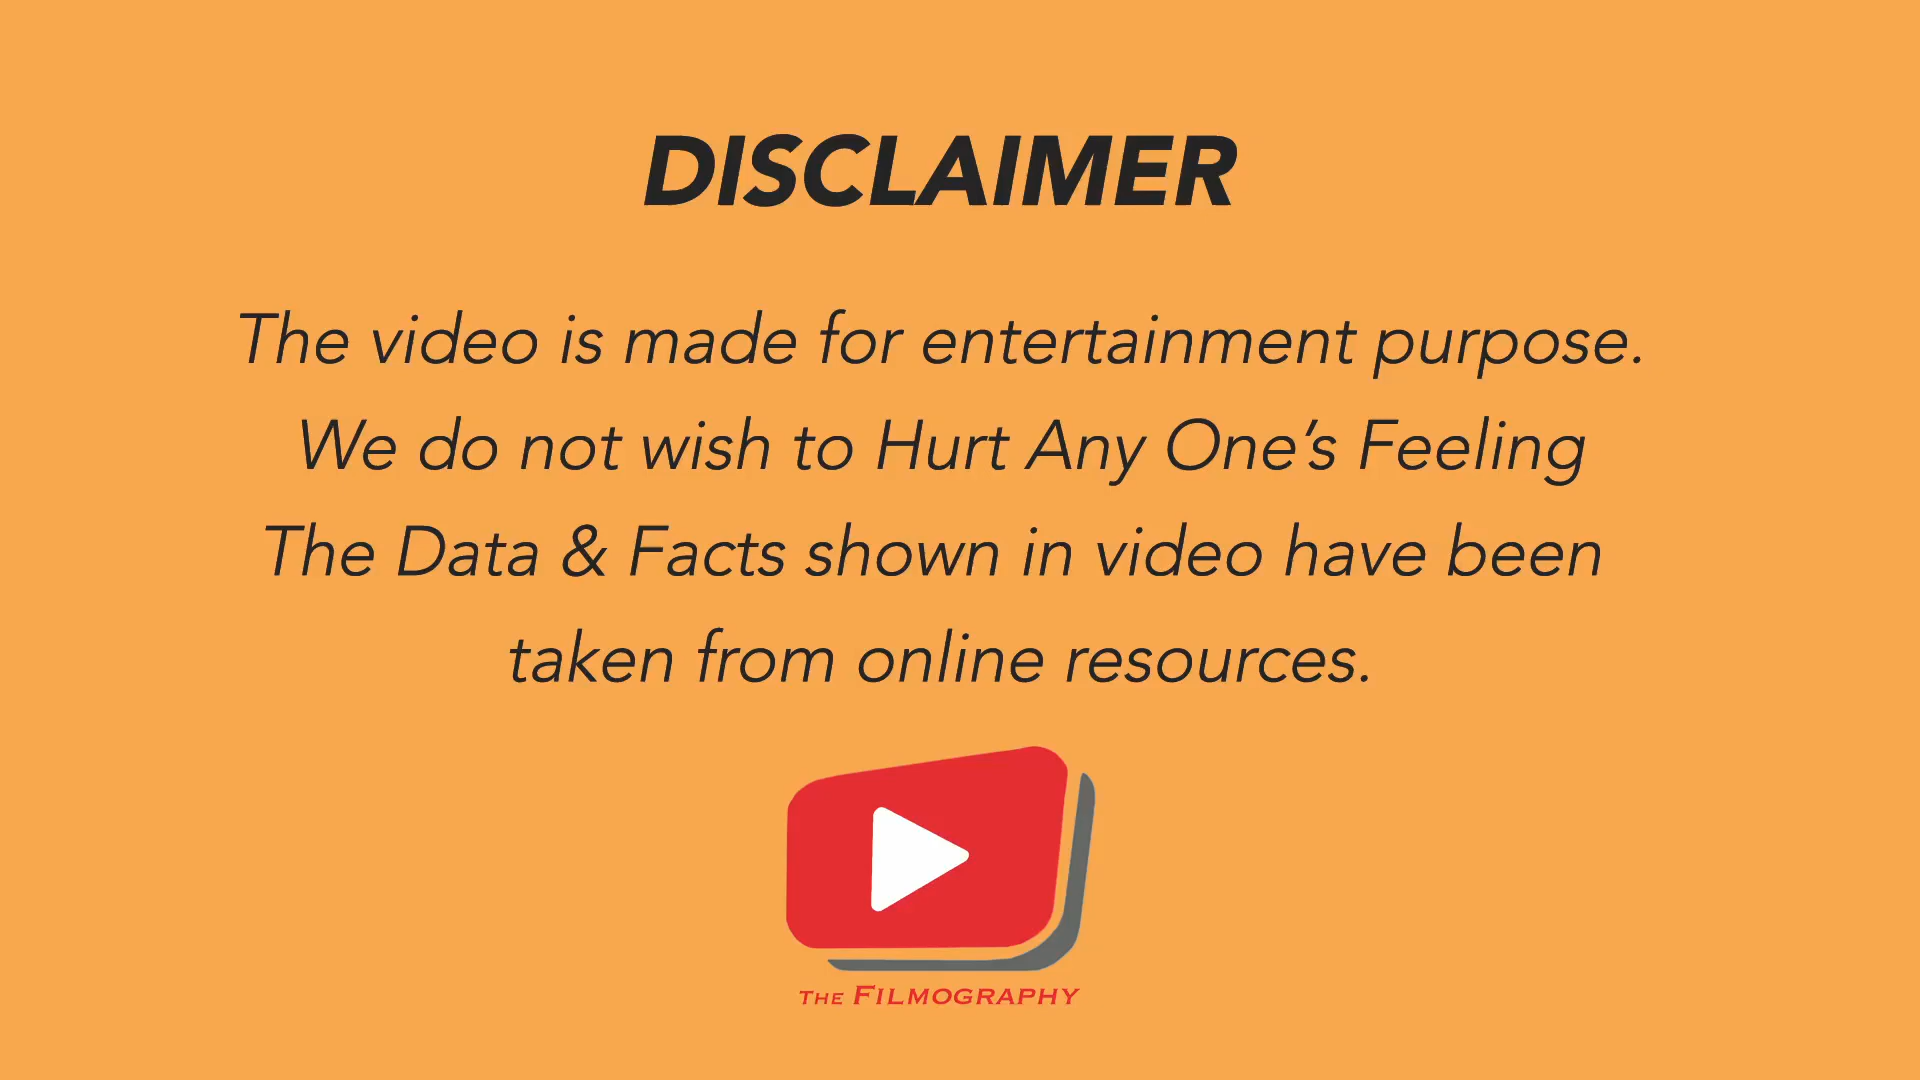 DISCLAIMER
The video is made for entertainment purpose.
We do not wish to Hurt Any One’s Feeling
The Data & Facts shown in video have been
taken from online resources.
THE FILMOGRAPHY